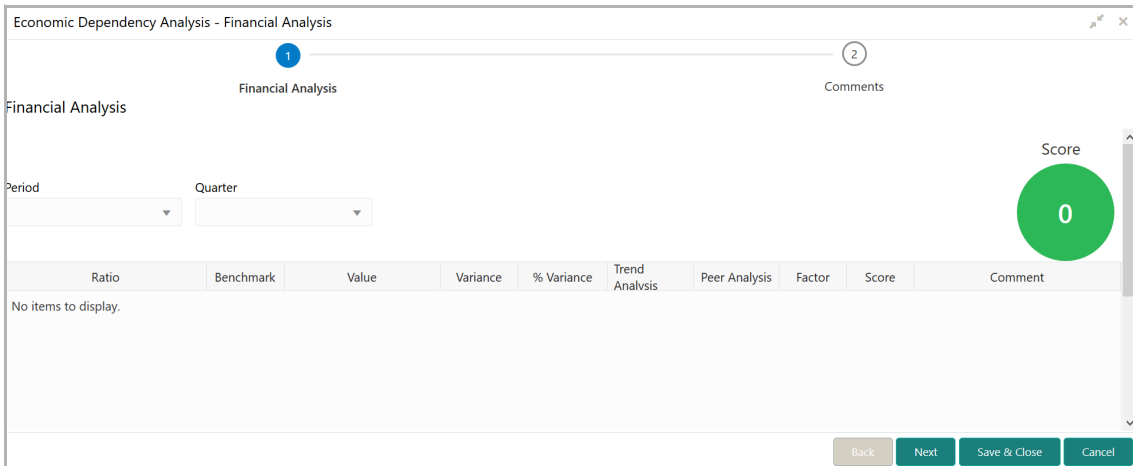 Economic Dependency Analysis - Financial Analysis
1
2
Financial Analysis
Comments
Financial Analysis
Score
0
Period
Quarter
Ratio Benchmark Value Variance % Variance Trend Analysis Peer Analysis Factor Score Comment
No items to display.
Back Next Save & Close Cancel